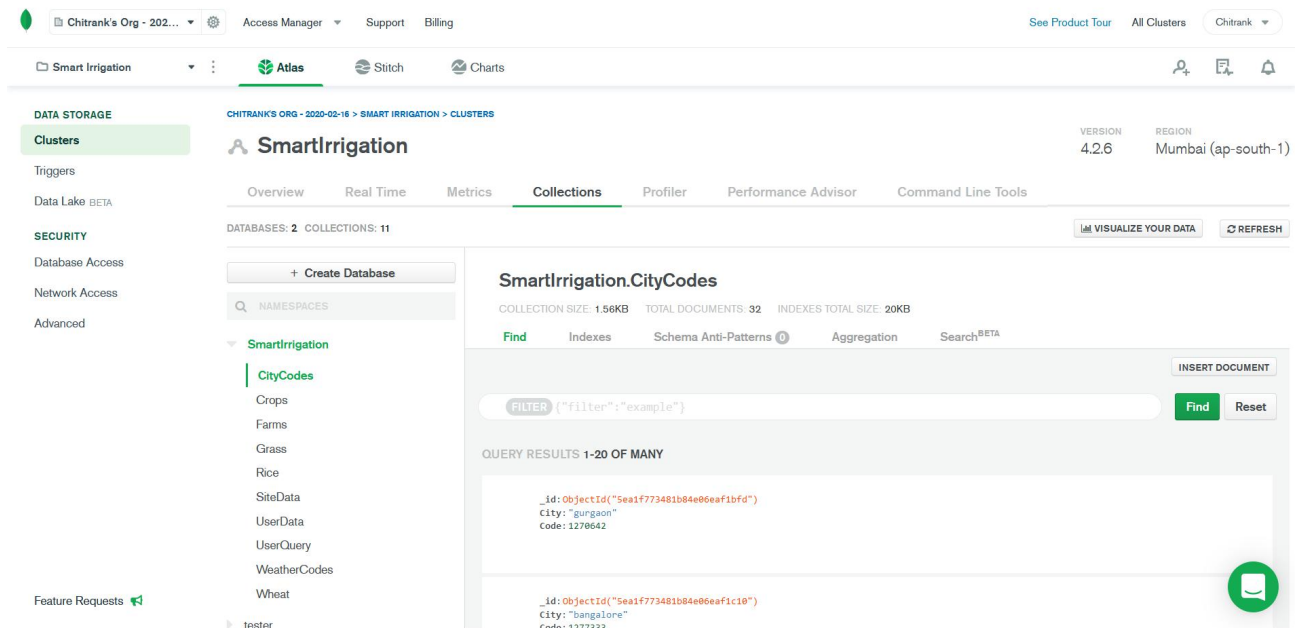 Chitrank's Org - 202... Access Manager Support Billing See Product Tour All Clusters Chitrank
Smart Irrigation Atlas Stitch Charts
DATA STORAGE
Clusters
Triggers
Data Lake BETA
SECURITY
Database Access
Network Access
Advanced
Feature Requests
CHITRANK'S ORG - 2020-02-16 > SMART IRRIGATION > CLUSTERS
SmartIrrigation
VERSION
4.2.6
REGION
Mumbai (ap-south-1)
Overview Real Time Metrics Collections Profiler Performance Advisor Command Line Tools
DATABASES: 2 COLLECTIONS: 11
VISUALIZE YOUR DATA REFRESH
+ Create Database
NAMESPACES
SmartIrrigation
CityCodes
Crops
Farms
Grass
Rice
SiteData
UserData
UserQuery
WeatherCodes
Wheat
tester
SmartIrrigation.CityCodes
COLLECTION SIZE: 1.56KB TOTAL DOCUMENTS: 32 INDEXES TOTAL SIZE: 20KB
Find Indexes Schema Anti-Patterns 0 Aggregation Search BETA
INSERT DOCUMENT
FILTER {"filter":"example"}
Find Reset
QUERY RESULTS 1-20 OF MANY
_id:ObjectId("5ea1f773481b84e06eaf1bfd")
City:"gurgaon"
Code:1270642
_id:ObjectId("5ea1f773481b84e06eaf1c10")
City:"bangalore"
Code:1277333